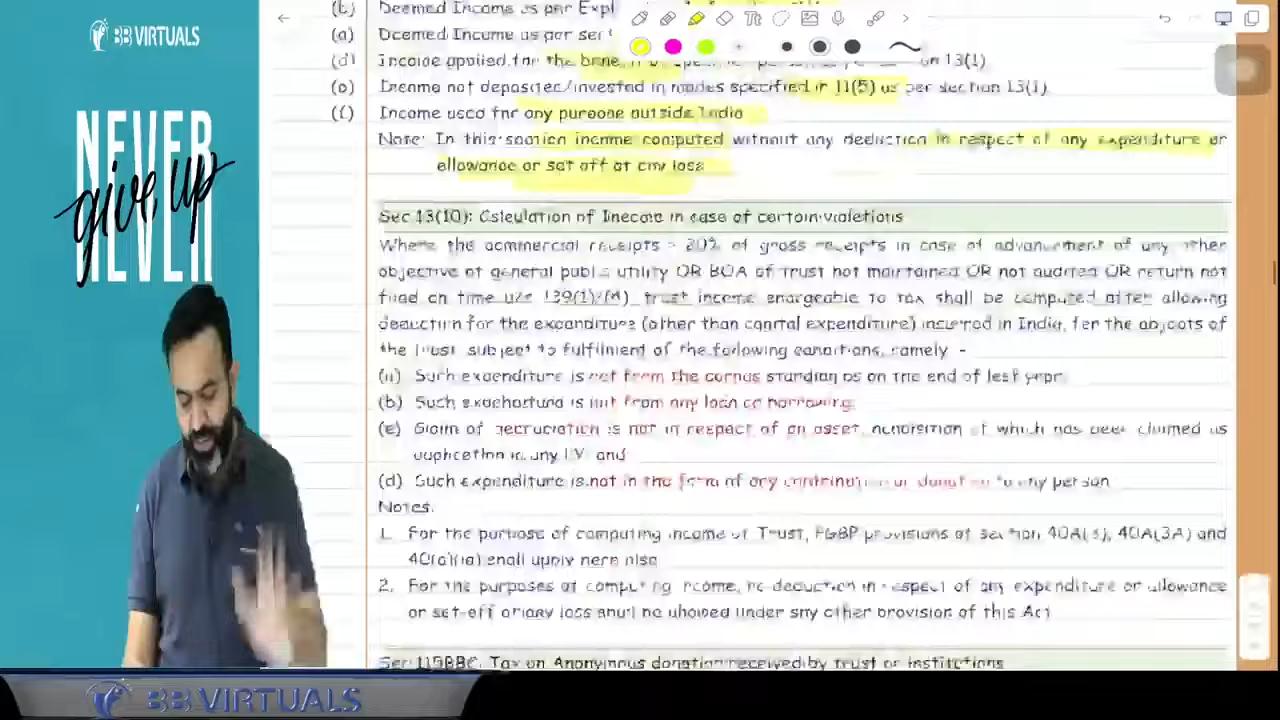 BB VIRTUALS
NEVER
give up
NEVER
(b) Deemed Income as per Expl
(a) Deemed Income as per sec
(d) Income applied for the bene on 13(1)
(e) Income not deposited/invested in modes specified in 11(5) as per section 13(1)
(f) Income used for any purpose outside India
Note: In this section income computed without any deduction in respect of any expenditure or
allowance or set off of any loss
Sec 13(10): Calculation of Income in case of certain violations
Where the commercial receipts > 20% of gross receipts in case of advancement of any other
objective of general public utility OR BOA of Trust not maintained OR not audited OR return not
filed on time u/s 139(1)/(4), trust income chargeable to tax shall be computed after allowing
deduction for the expenditure (other than capital expenditure) incurred in India, for the objects of
the trust subject to fulfilment of the following conditions, namely -
(a) Such expenditure is not from the corpus standing as on the end of last year
(b) Such expenditure is not from any loan or borrowing
(c) Claim of depreciation is not in respect of an asset, acquisition of which has been claimed as
application in any P.Y. and
(d) Such expenditure is not in the form of any contribution or donation to any person
Notes:
1. For the purpose of computing income of Trust, PGBP provisions of section 40A(3), 40A(3A) and
40(a)(ia) shall apply here also
2. For the purposes of computing income, no deduction in respect of any expenditure or allowance
or set-off of any loss shall be allowed under any other provision of this Act
Sec 115BBC: Tax on Anonymous donation received by trust or institutions
BB VIRTUALS